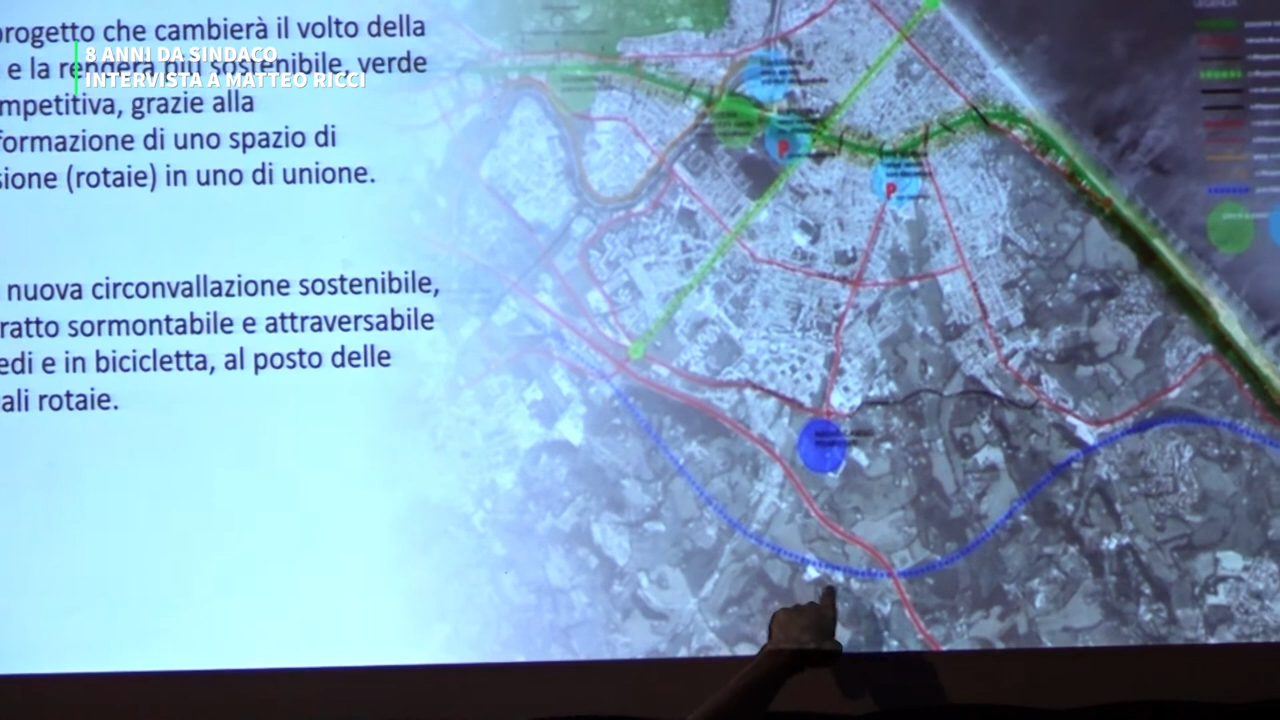 8 ANNI DA SINDACO
INTERVISTA A MATTEO RICCI
progetto che cambierà il volto della
e la renderà più sostenibile, verde
mpetitiva, grazie alla
formazione di uno spazio di
sione (rotaie) in uno di unione.
nuova circonvallazione sostenibile,
ratto sormontabile e attraversabile
edi e in bicicletta, al posto delle
ali rotaie.
P
P